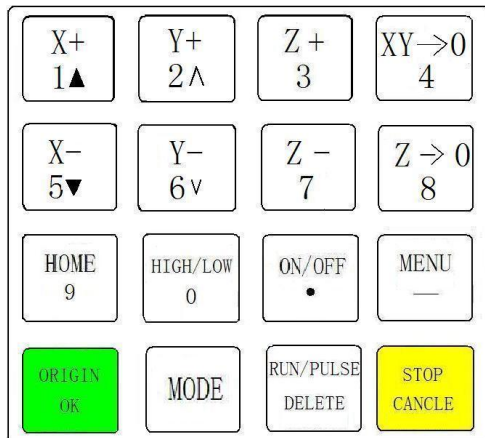 X+ Y+ Z+ XY→0
1▲ 2∧ 3 4
X- Y- Z- Z→0
5▼ 6∨ 7 8
HOME HIGH/LOW ON/OFF MENU
9 0 • —
ORIGIN MODE RUN/PULSE STOP
OK DELETE CANCLE